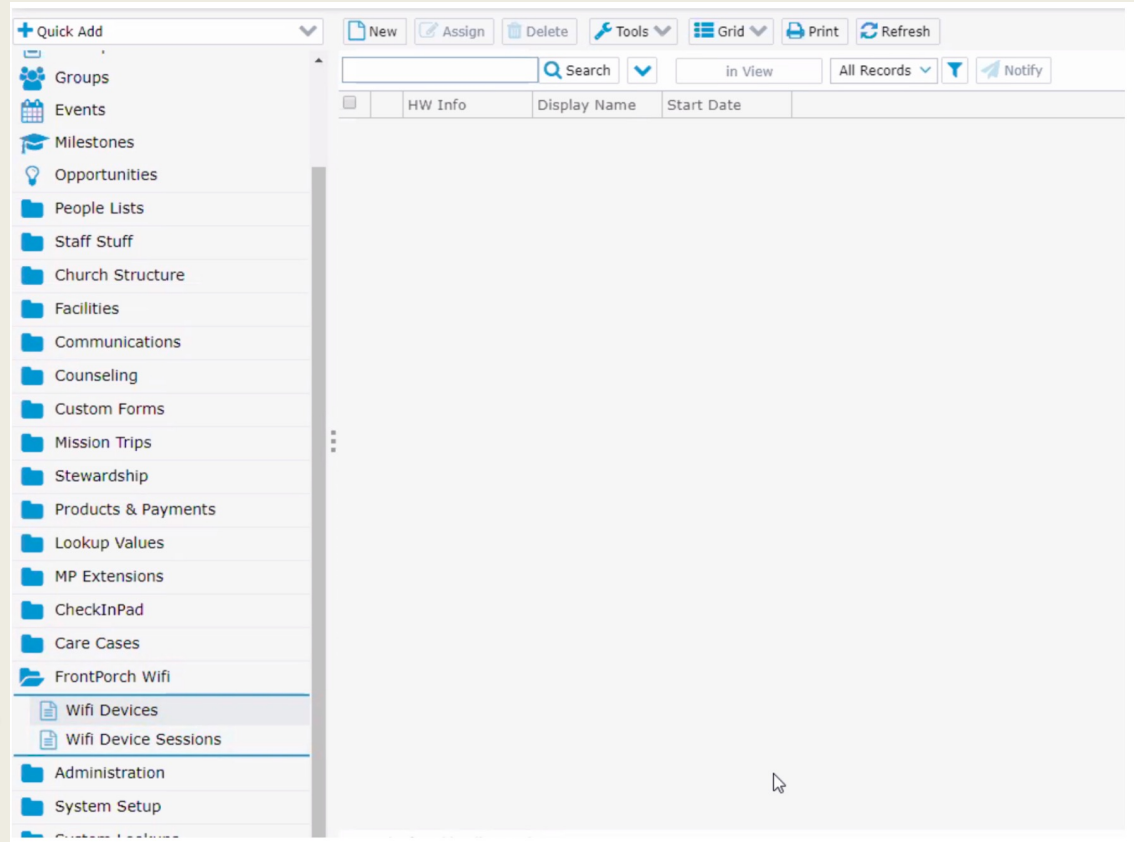 Quick Add
New Assign Delete Tools Grid Print Refresh
Search in View All Records Notify
HW Info Display Name Start Date
Groups
Events
Milestones
Opportunities
People Lists
Staff Stuff
Church Structure
Facilities
Communications
Counseling
Custom Forms
Mission Trips
Stewardship
Products & Payments
Lookup Values
MP Extensions
CheckInPad
Care Cases
FrontPorch Wifi
Wifi Devices
Wifi Device Sessions
Administration
System Setup
System Lookups